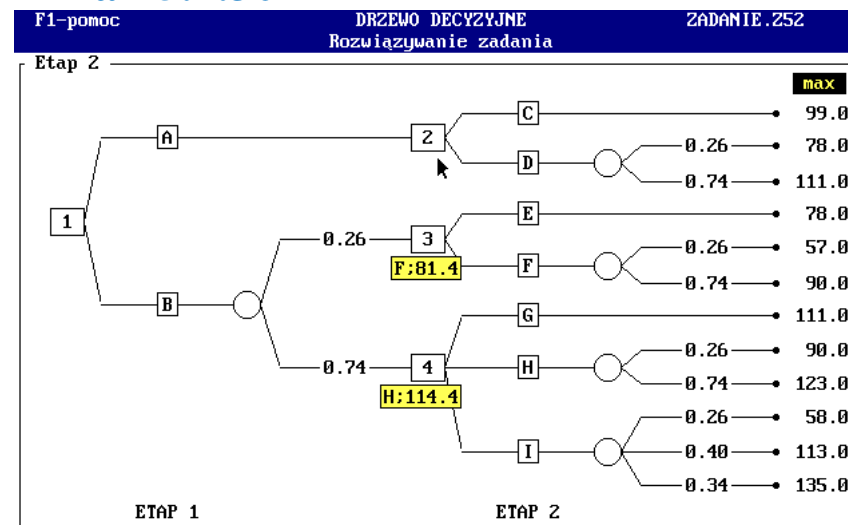 F1-pomoc DRZEWO DECYZYJNE ZADANIE.Z52
Rozwiązywanie zadania
Etap 2
max
C 99.0
A 2 0.26 78.0
D
0.74 111.0
1 E 78.0
0.26 3 0.26 57.0
F;81.4 F
0.74 90.0
B G 111.0
0.26 90.0
0.74 4 H
0.74 123.0
H;114.4
0.26 58.0
I 0.40 113.0
0.34 135.0
ETAP 1 ETAP 2